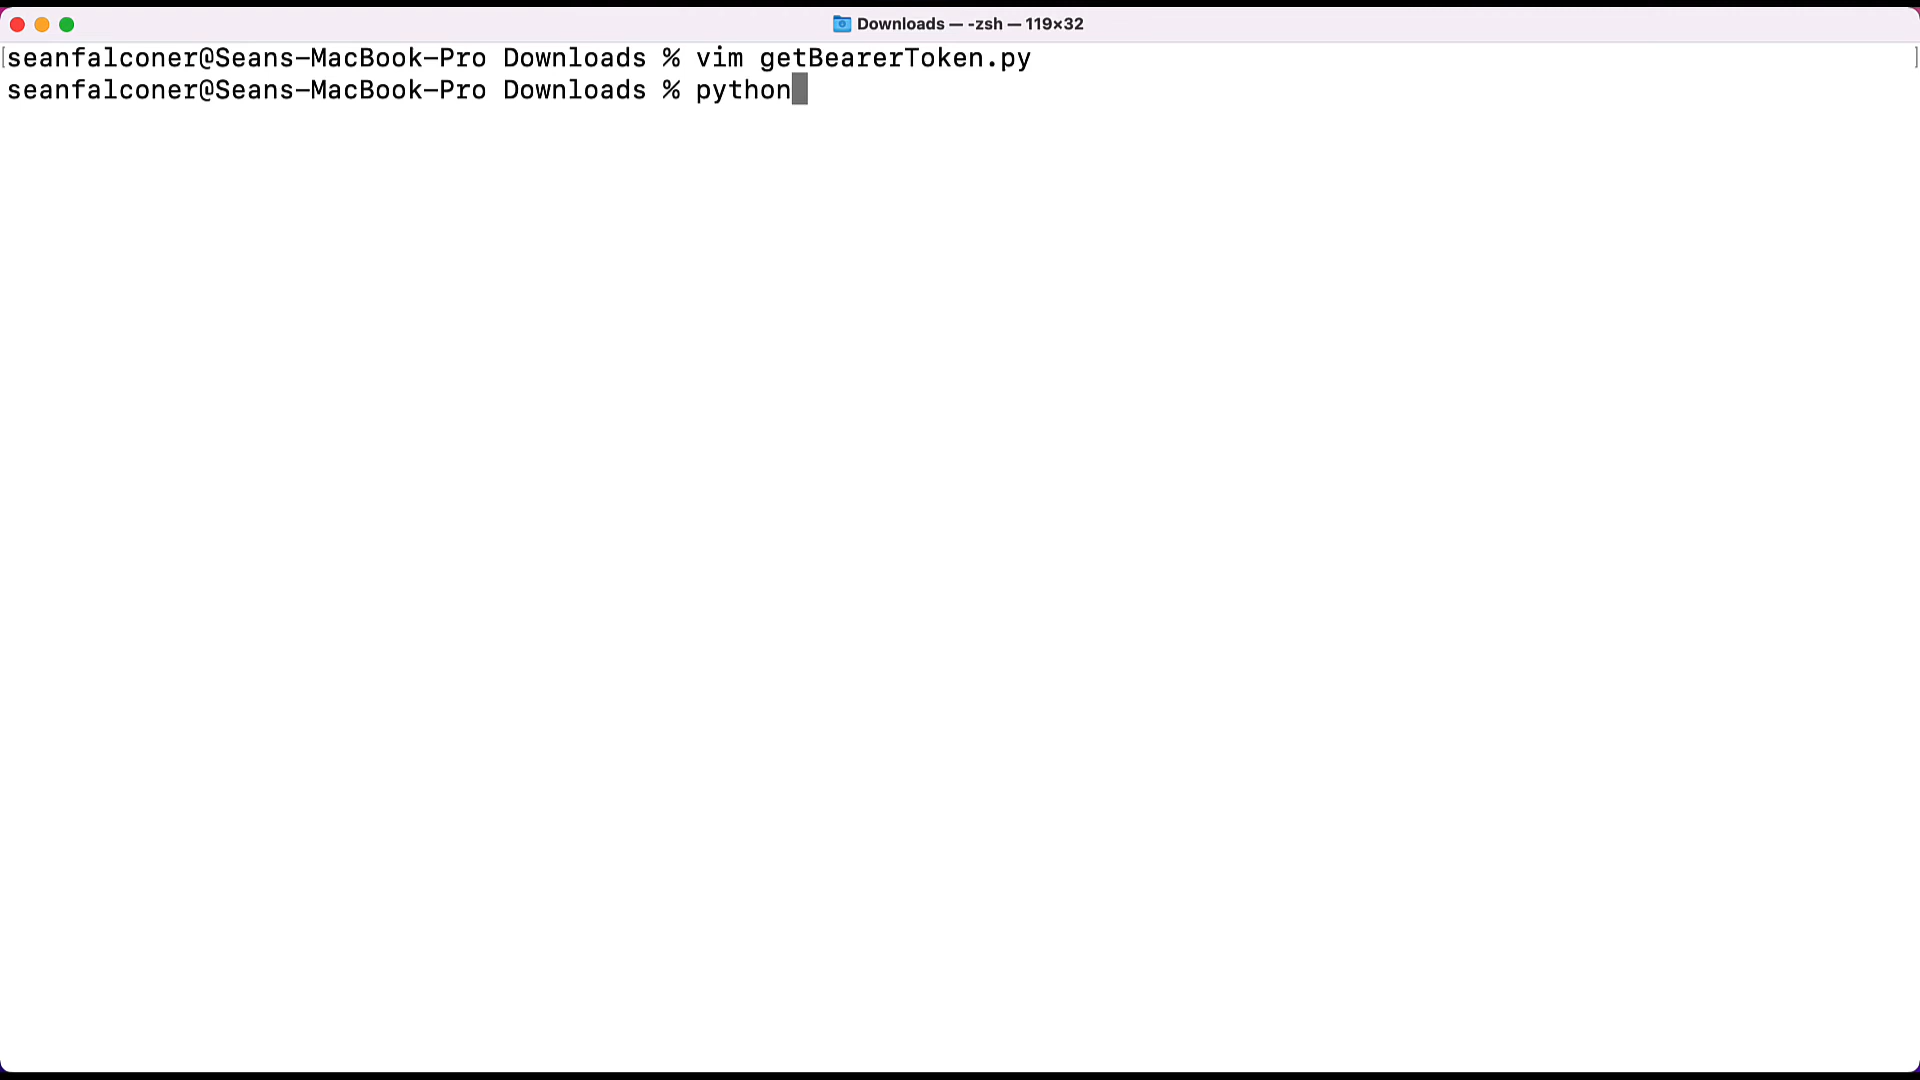 Downloads — -zsh — 119×32
seanfalconer@Seans-MacBook-Pro Downloads % vim getBearerToken.py
seanfalconer@Seans-MacBook-Pro Downloads % python